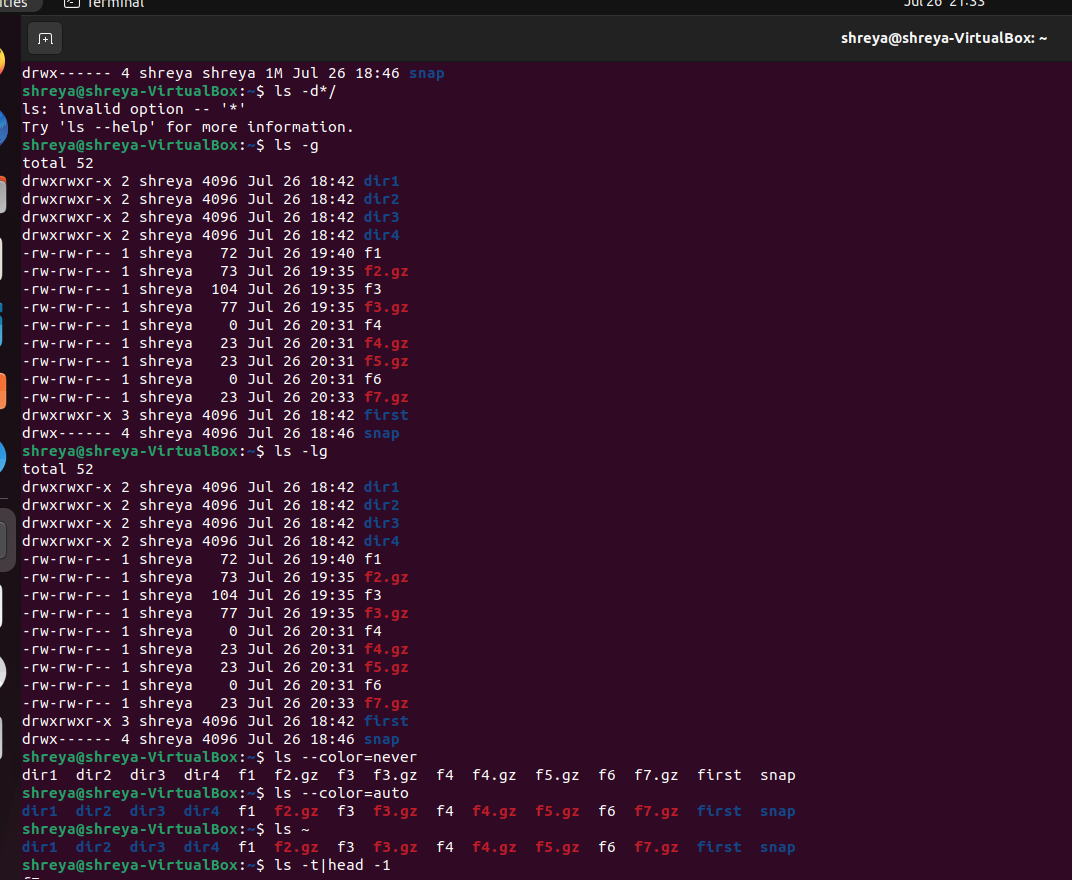 Terminal
Jul 26 21:33
shreya@shreya-VirtualBox: ~
drwx------ 4 shreya shreya 1M Jul 26 18:46 snap
shreya@shreya-VirtualBox:~$ ls -d*/
ls: invalid option -- '*'
Try 'ls --help' for more information.
shreya@shreya-VirtualBox:~$ ls -g
total 52
drwxrwxr-x 2 shreya 4096 Jul 26 18:42 dir1
drwxrwxr-x 2 shreya 4096 Jul 26 18:42 dir2
drwxrwxr-x 2 shreya 4096 Jul 26 18:42 dir3
drwxrwxr-x 2 shreya 4096 Jul 26 18:42 dir4
-rw-rw-r-- 1 shreya   72 Jul 26 19:40 f1
-rw-rw-r-- 1 shreya   73 Jul 26 19:35 f2.gz
-rw-rw-r-- 1 shreya  104 Jul 26 19:35 f3
-rw-rw-r-- 1 shreya   77 Jul 26 19:35 f3.gz
-rw-rw-r-- 1 shreya    0 Jul 26 20:31 f4
-rw-rw-r-- 1 shreya   23 Jul 26 20:31 f4.gz
-rw-rw-r-- 1 shreya   23 Jul 26 20:31 f5.gz
-rw-rw-r-- 1 shreya    0 Jul 26 20:31 f6
-rw-rw-r-- 1 shreya   23 Jul 26 20:33 f7.gz
drwxrwxr-x 3 shreya 4096 Jul 26 18:42 first
drwx------ 4 shreya 4096 Jul 26 18:46 snap
shreya@shreya-VirtualBox:~$ ls -lg
total 52
drwxrwxr-x 2 shreya 4096 Jul 26 18:42 dir1
drwxrwxr-x 2 shreya 4096 Jul 26 18:42 dir2
drwxrwxr-x 2 shreya 4096 Jul 26 18:42 dir3
drwxrwxr-x 2 shreya 4096 Jul 26 18:42 dir4
-rw-rw-r-- 1 shreya   72 Jul 26 19:40 f1
-rw-rw-r-- 1 shreya   73 Jul 26 19:35 f2.gz
-rw-rw-r-- 1 shreya  104 Jul 26 19:35 f3
-rw-rw-r-- 1 shreya   77 Jul 26 19:35 f3.gz
-rw-rw-r-- 1 shreya    0 Jul 26 20:31 f4
-rw-rw-r-- 1 shreya   23 Jul 26 20:31 f4.gz
-rw-rw-r-- 1 shreya   23 Jul 26 20:31 f5.gz
-rw-rw-r-- 1 shreya    0 Jul 26 20:31 f6
-rw-rw-r-- 1 shreya   23 Jul 26 20:33 f7.gz
drwxrwxr-x 3 shreya 4096 Jul 26 18:42 first
drwx------ 4 shreya 4096 Jul 26 18:46 snap
shreya@shreya-VirtualBox:~$ ls --color=never
dir1  dir2  dir3  dir4  f1  f2.gz  f3  f3.gz  f4  f4.gz  f5.gz  f6  f7.gz  first  snap
shreya@shreya-VirtualBox:~$ ls --color=auto
dir1  dir2  dir3  dir4  f1  f2.gz  f3  f3.gz  f4  f4.gz  f5.gz  f6  f7.gz  first  snap
shreya@shreya-VirtualBox:~$ ls ~
dir1  dir2  dir3  dir4  f1  f2.gz  f3  f3.gz  f4  f4.gz  f5.gz  f6  f7.gz  first  snap
shreya@shreya-VirtualBox:~$ ls -t|head -1